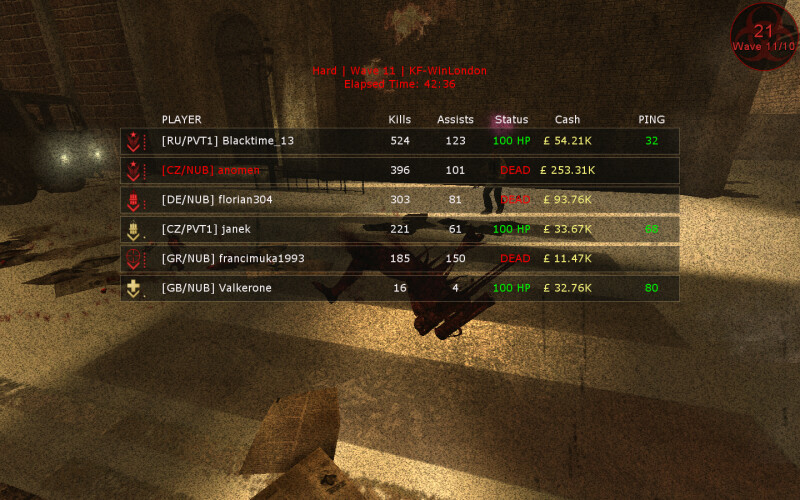 21
Wave 11/10
Hard | Wave 11 | KF-WinLondon
Elapsed Time: 42:36
PLAYER Kills Assists Status Cash PING
[RU/PVT1] Blacktime_13 524 123 100 HP £ 54.21K 32
[CZ/NUB] anomen 396 101 DEAD £ 253.31K
[DE/NUB] florian304 303 81 DEAD £ 93.76K
[CZ/PVT1] janek 221 61 100 HP £ 33.67K 68
[GR/NUB] francimuka1993 185 150 DEAD £ 11.47K
[GB/NUB] Valkerone 16 4 100 HP £ 32.76K 80